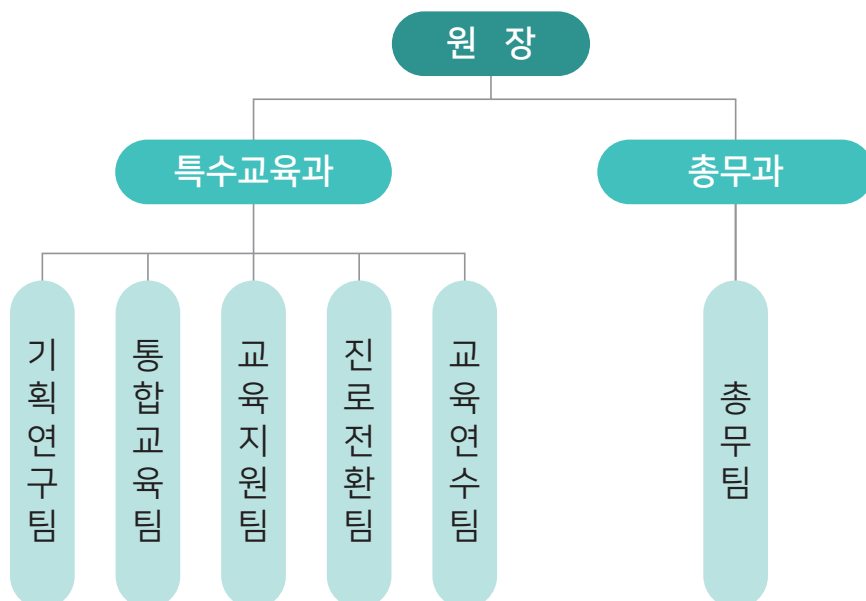 원 장
특수교육과
총무과
기획연구팀
통합교육팀
교육지원팀
진로전환팀
교육연수팀
총무팀